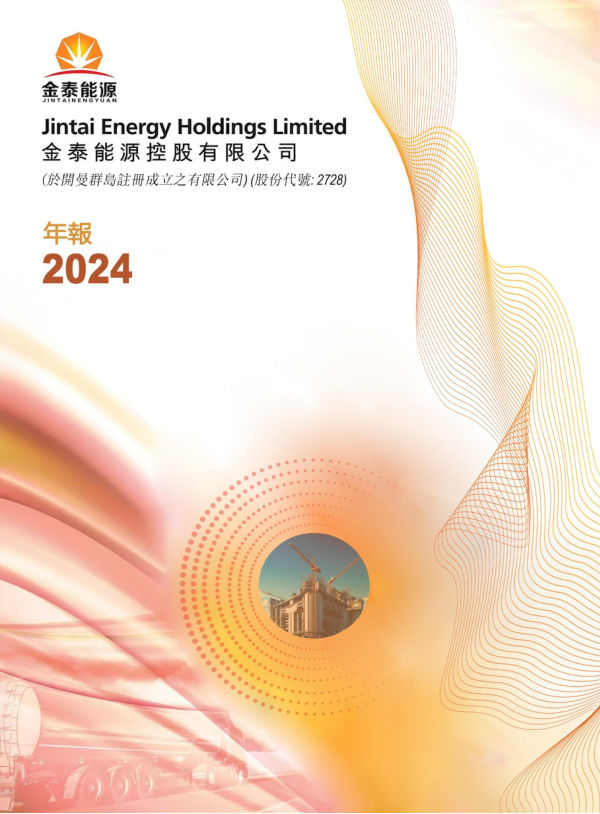 金泰能源
JINTAINENGYUAN
Jintai Energy Holdings Limited
金泰能源控股有限公司
(於開曼群島註冊成立之有限公司) (股份代號: 2728)
年報
2024